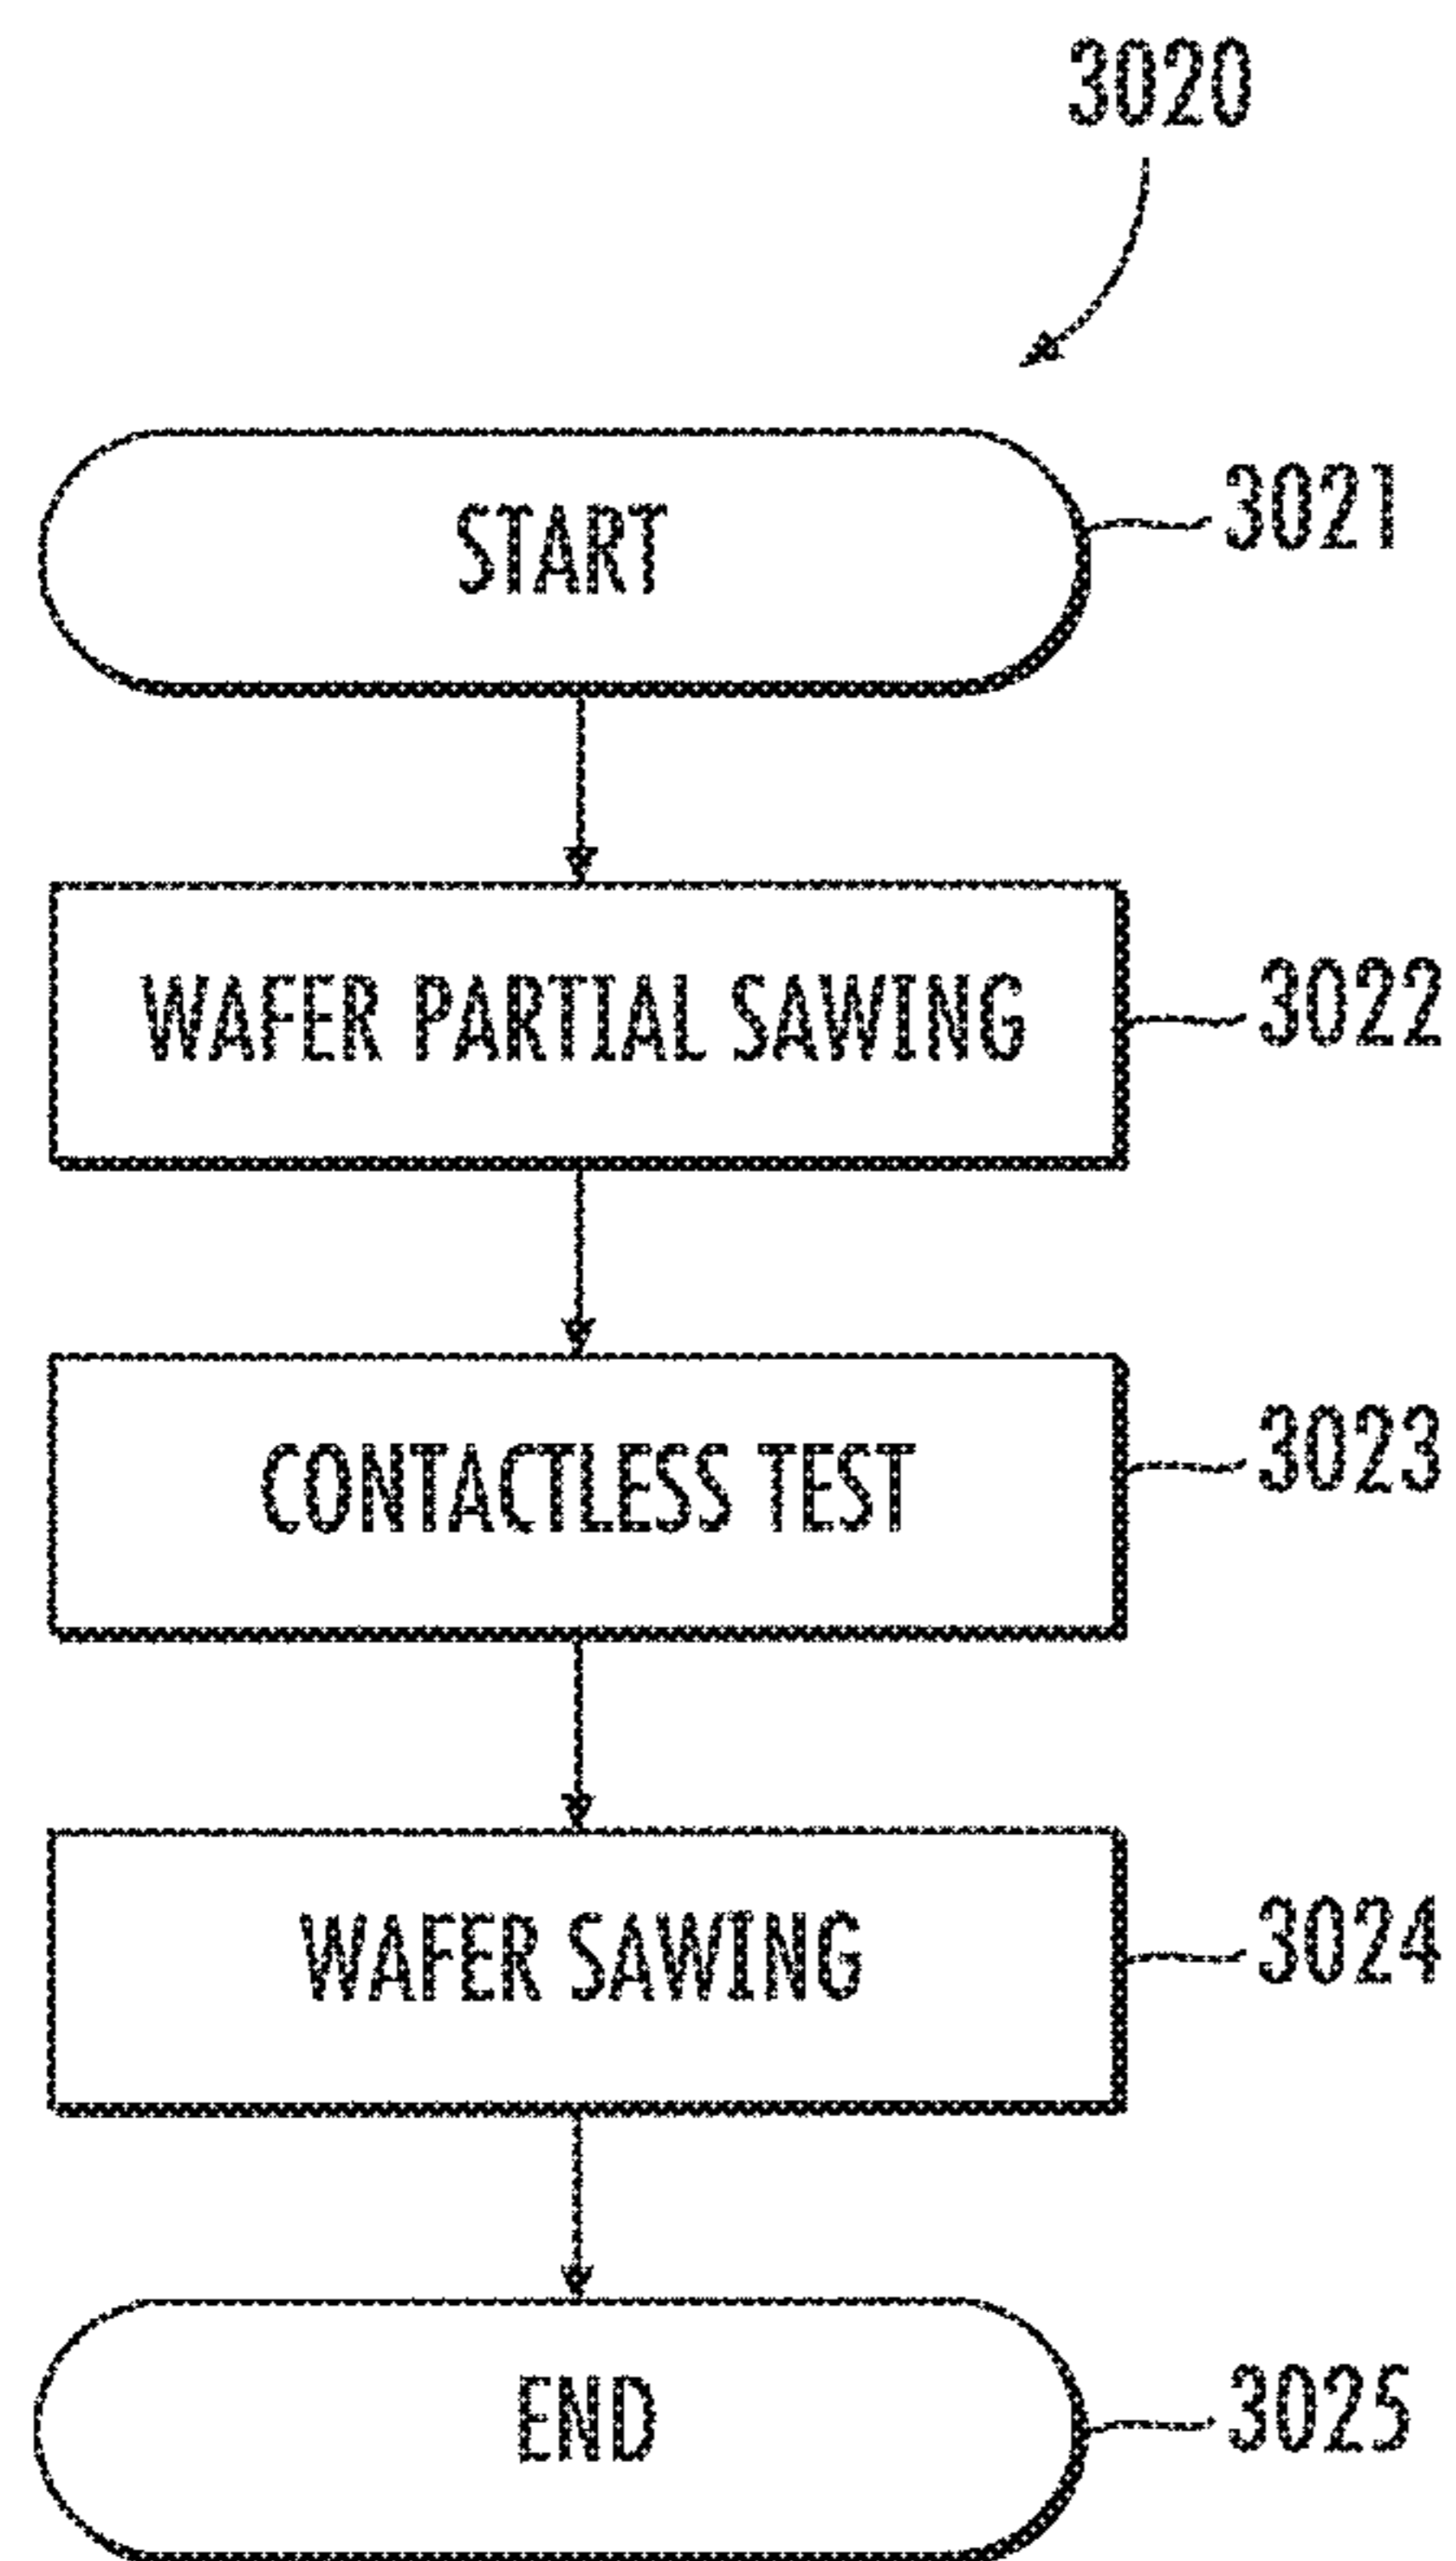 3020
START
3021
WAFER PARTIAL SAWING
3022
CONTACTLESS TEST
3023
WAFER SAWING
3024
END
3025